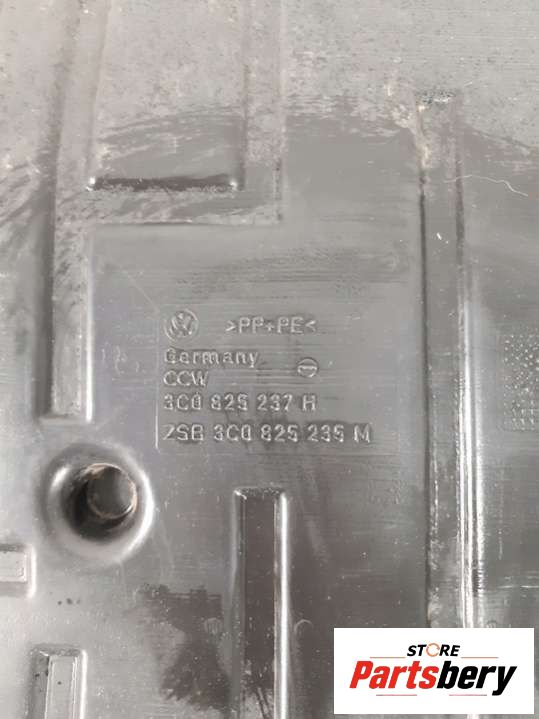 >PP+PE<
Germany
CCW
3C0 825 237 H
ZSB 3C0 825 235 M
STORE
Partsbery